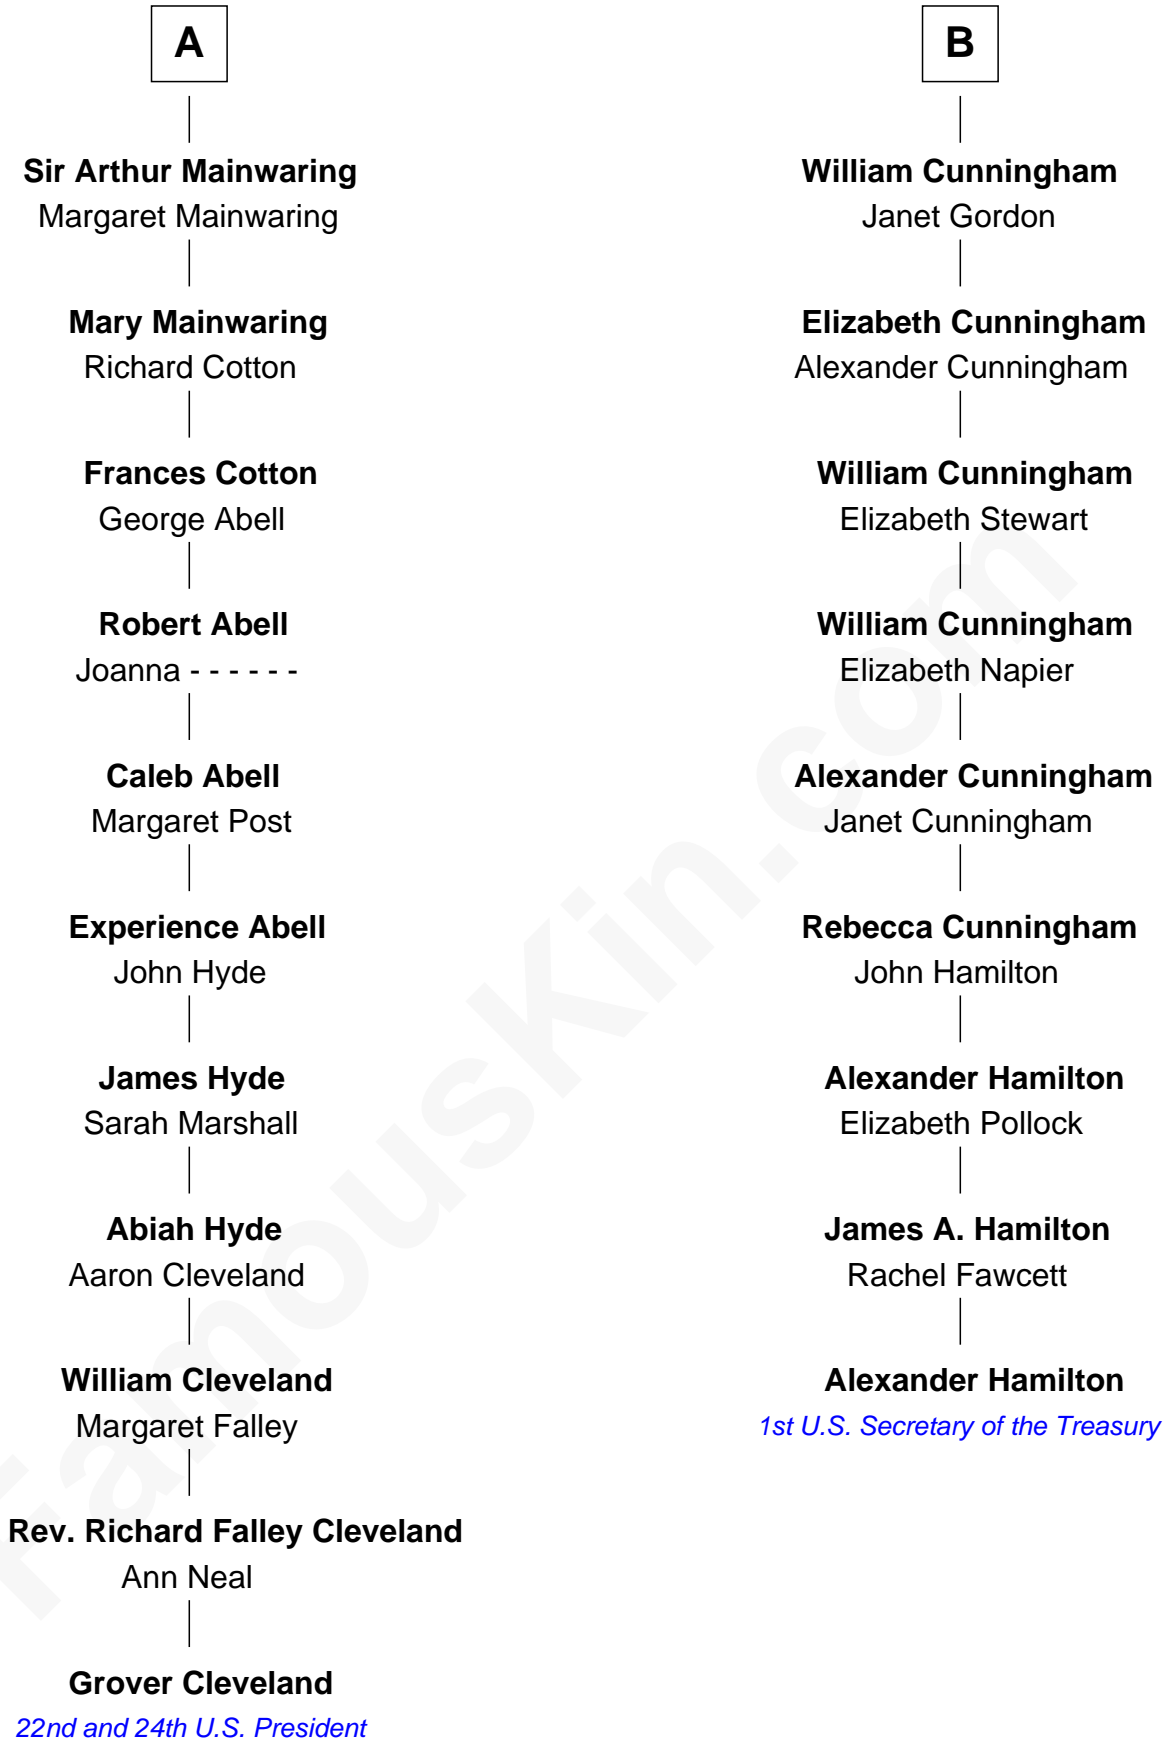 A
Sir Arthur Mainwaring
Margaret Mainwaring
Mary Mainwaring
Richard Cotton
Frances Cotton
George Abell
Robert Abell
Joanna - - - - - -
Caleb Abell
Margaret Post
Experience Abell
John Hyde
James Hyde
Sarah Marshall
Abiah Hyde
Aaron Cleveland
William Cleveland
Margaret Falley
Rev. Richard Falley Cleveland
Ann Neal
Grover Cleveland
22nd and 24th U.S. President
B
William Cunningham
Janet Gordon
Elizabeth Cunningham
Alexander Cunningham
William Cunningham
Elizabeth Stewart
William Cunningham
Elizabeth Napier
Alexander Cunningham
Janet Cunningham
Rebecca Cunningham
John Hamilton
Alexander Hamilton
Elizabeth Pollock
James A. Hamilton
Rachel Fawcett
Alexander Hamilton
1st U.S. Secretary of the Treasury
FamousKin.com